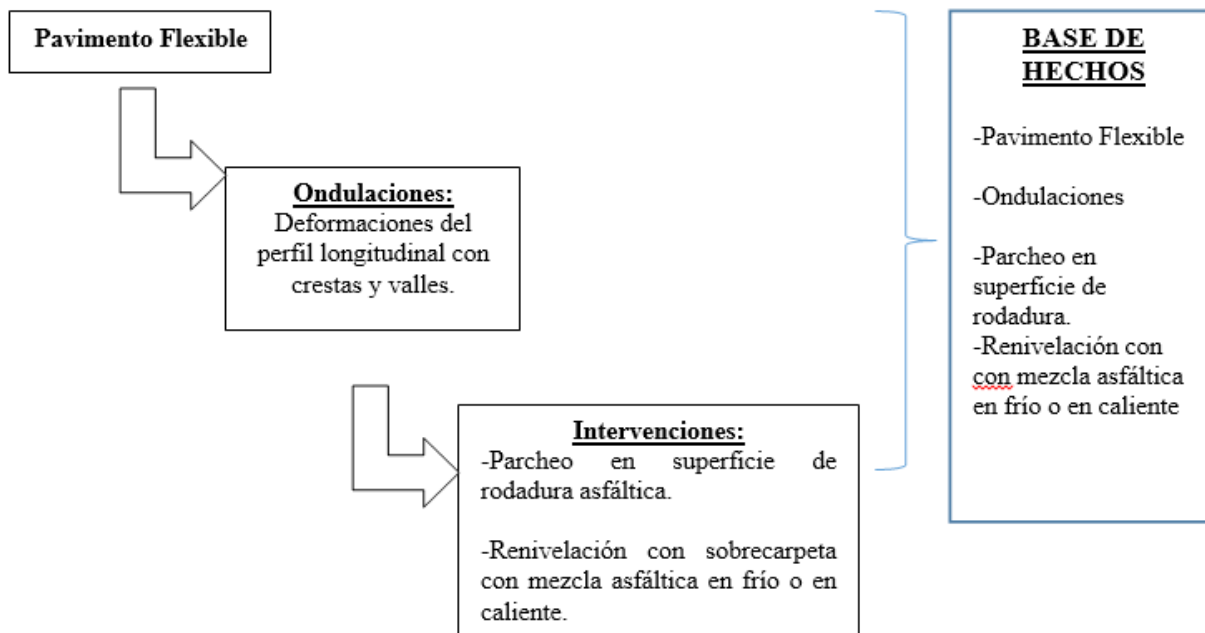 Pavimento Flexible
Ondulaciones:
Deformaciones del
perfil longitudinal con
crestas y valles.
Intervenciones:
-Parcheo en superficie de
rodadura asfáltica.
-Renivelación con sobrecarpeta
con mezcla asfáltica en frío o en
caliente.
BASE DE
HECHOS
-Pavimento Flexible
-Ondulaciones
-Parcheo en
superficie de
rodadura.
-Renivelación con
con mezcla asfáltica
en frío o en caliente